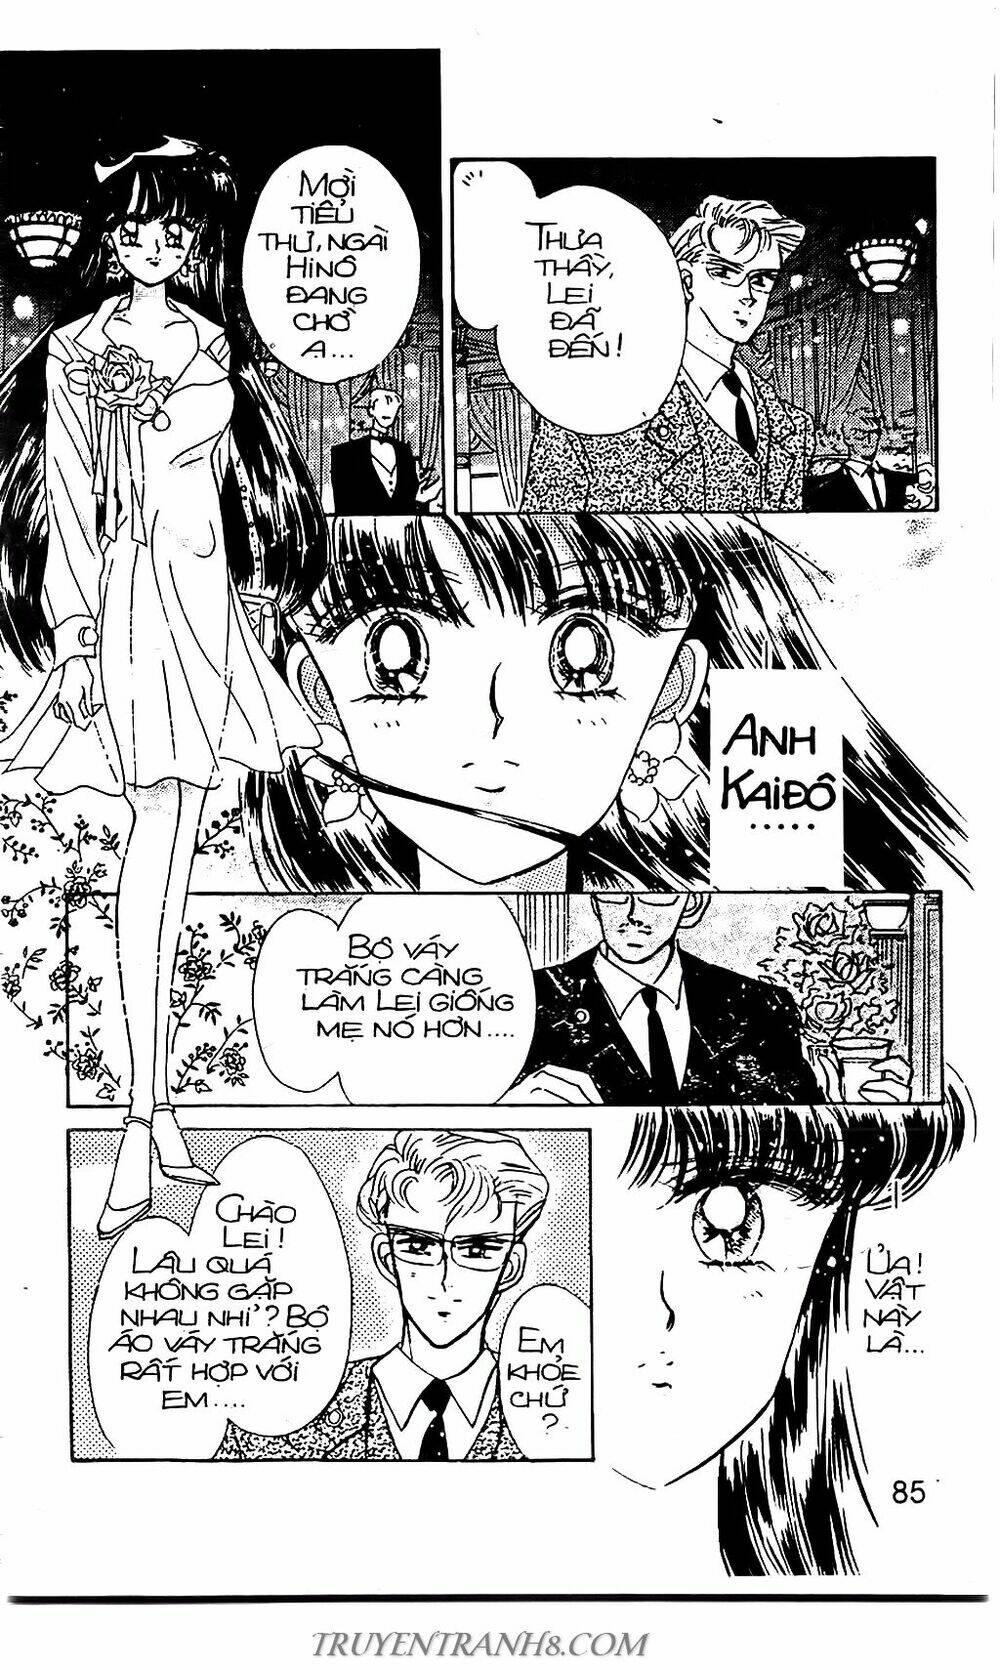 MỜI
TIỂU
THƯ, NGÀI
HINÔ
ĐANG
CHỜ
Ạ...
THƯA
THẦY,
LEI
ĐÃ
ĐẾN!
ANH
KAIĐÔ
.....
BỘ VÁY
TRẮNG CÀNG
LÀM LEI GIỐNG
MẸ NÓ HƠN....
CHÀO
LEI!
LÂU QUÁ
KHÔNG GẶP
NHAU NHỈ? BỘ
ÁO VÁY TRẮNG
RẤT HỢP VỚI
EM....
EM
KHỎE
CHỨ
?
ỦA!
VẬT
NÀY
LÀ...
85
TRUYENTRANH8.COM